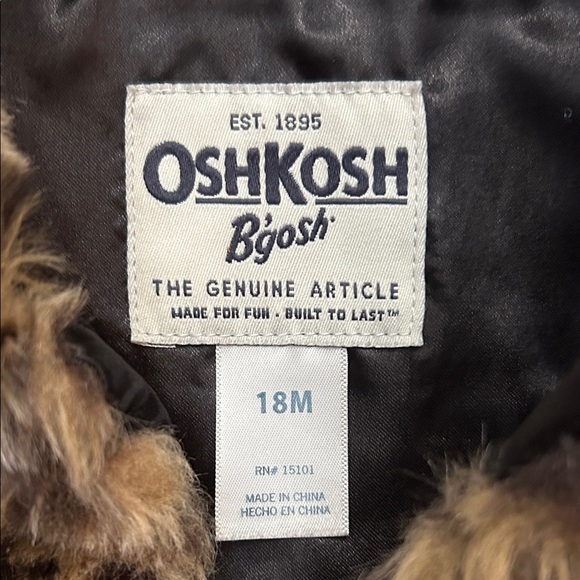 EST. 1895
OSHKOSH
B'gosh
THE GENUINE ARTICLE
MADE FOR FUN · BUILT TO LAST™
18M
RN# 15101
MADE IN CHINA
HECHO EN CHINA